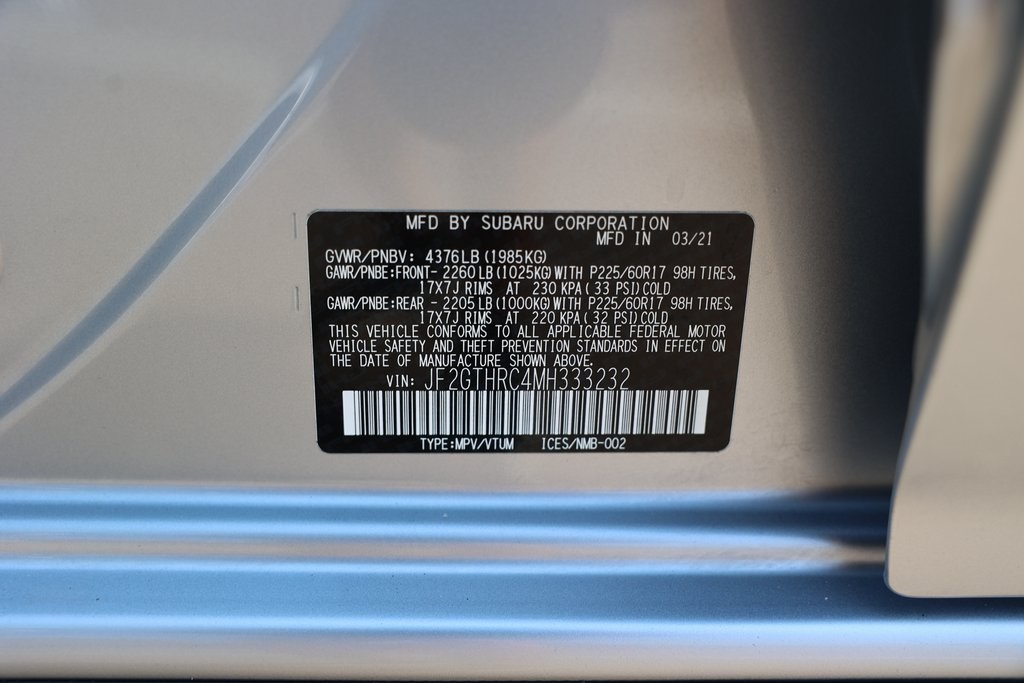 MFD BY SUBARU CORPORATION
MFD IN 03/21
GVWR/PNBV: 4376LB (1985KG)
GAWR/PNBE:FRONT- 2260LB (1025KG) WITH P225/60R17 98H TIRES,
17X7J RIMS AT 230 KPA (33 PSI) COLD
GAWR/PNBE:REAR - 2205LB (1000KG) WITH P225/60R17 98H TIRES,
17X7J RIMS AT 220 KPA (32 PSI) COLD
THIS VEHICLE CONFORMS TO ALL APPLICABLE FEDERAL MOTOR
VEHICLE SAFETY AND THEFT PREVENTION STANDARDS IN EFFECT ON
THE DATE OF MANUFACTURE SHOWN ABOVE.
VIN: JF2GTHRC4MH333232
TYPE:MPV/VTUM ICES/NMB-002